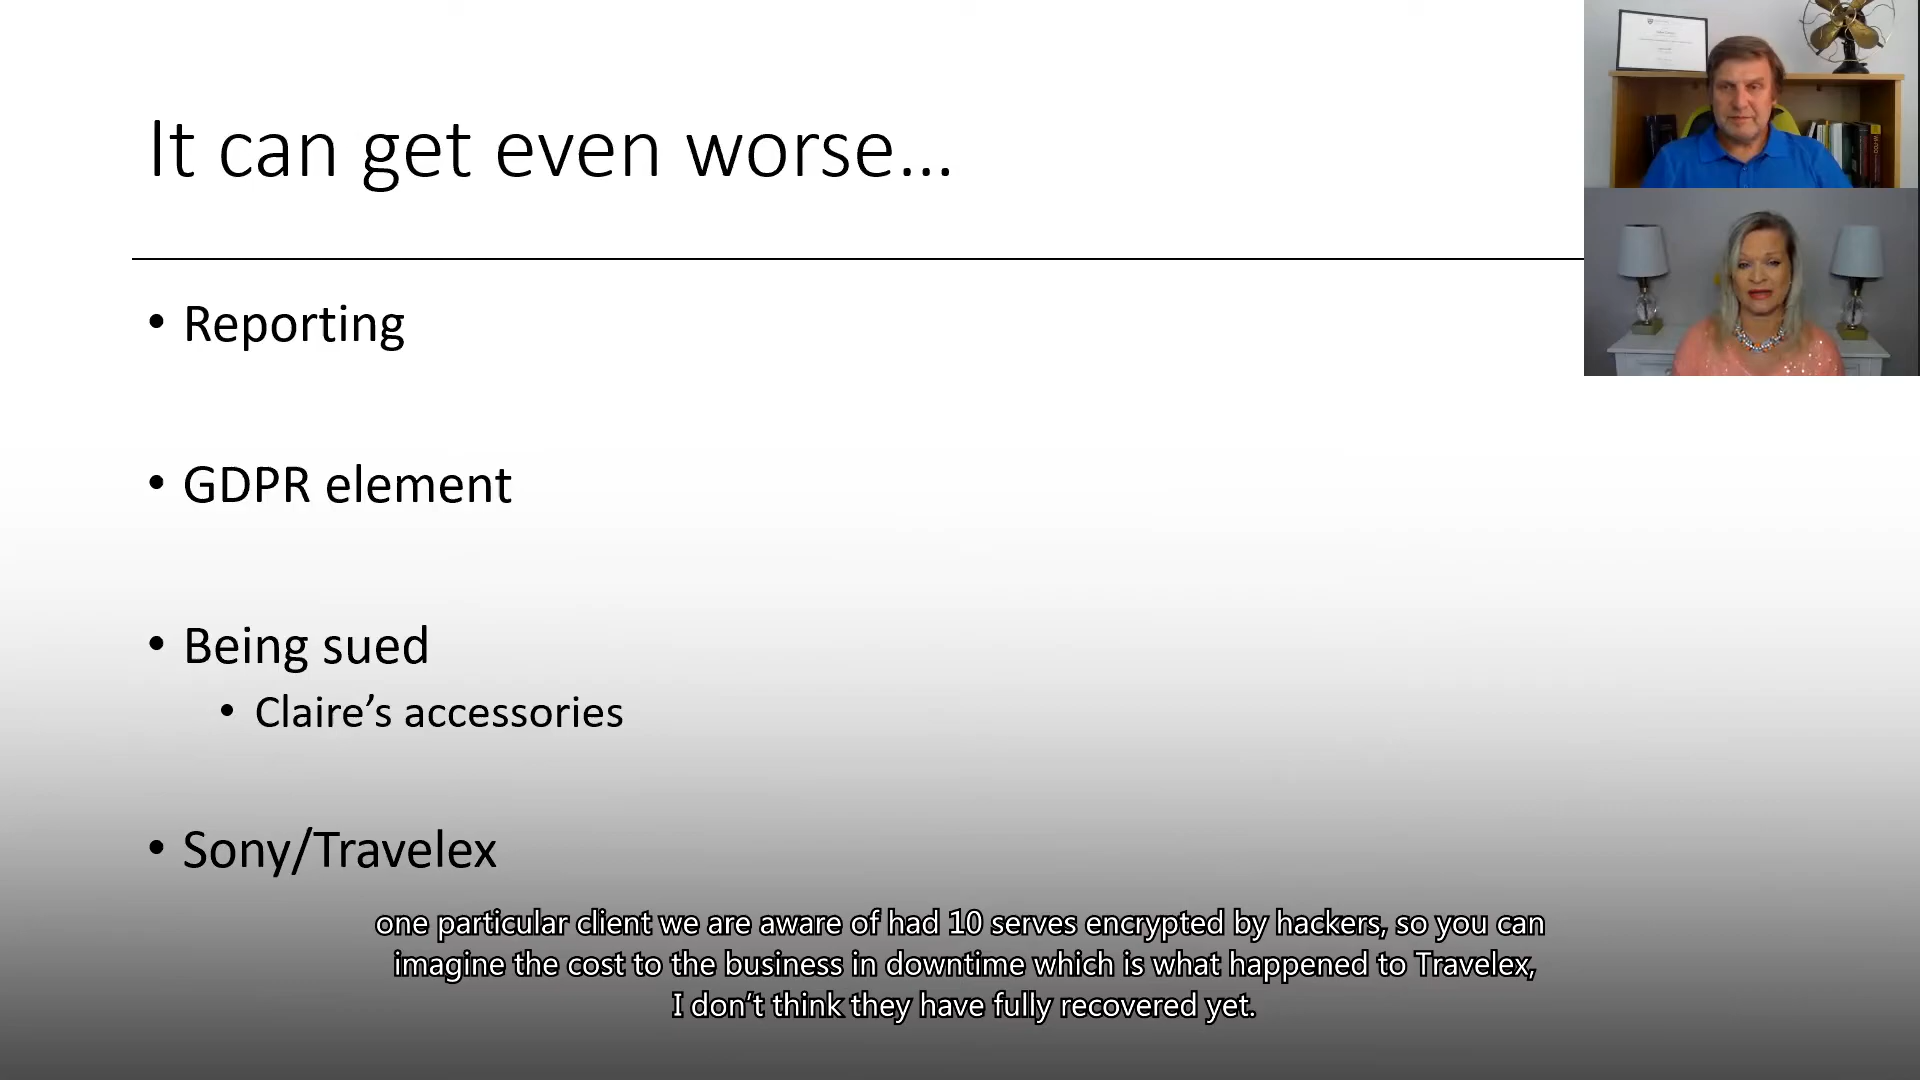 It can get even worse...
• Reporting
• GDPR element
• Being sued
• Claire’s accessories
• Sony/Travelex
one particular client we are aware of had 10 serves encrypted by hackers, so you can
imagine the cost to the business in downtime which is what happened to Travelex,
I don’t think they have fully recovered yet.